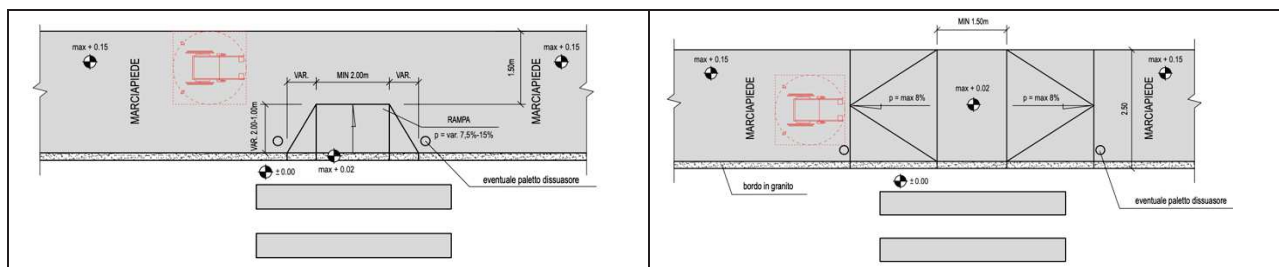 max + 0.15
MARCIAPIEDE
VAR.
MIN 2.00m
VAR.
1.50m
max + 0.15
MARCIAPIEDE
VAR. 2.00-1.00m
RAMPA
p = var. 7,5%-15%
max + 0.02
± 0.00
eventuale paletto dissuasore
MIN 1.50m
max + 0.15
MARCIAPIEDE
p = max 8%
max + 0.02
p = max 8%
max + 0.15
MARCIAPIEDE
2.50
bordo in granito
± 0.00
eventuale paletto dissuasore